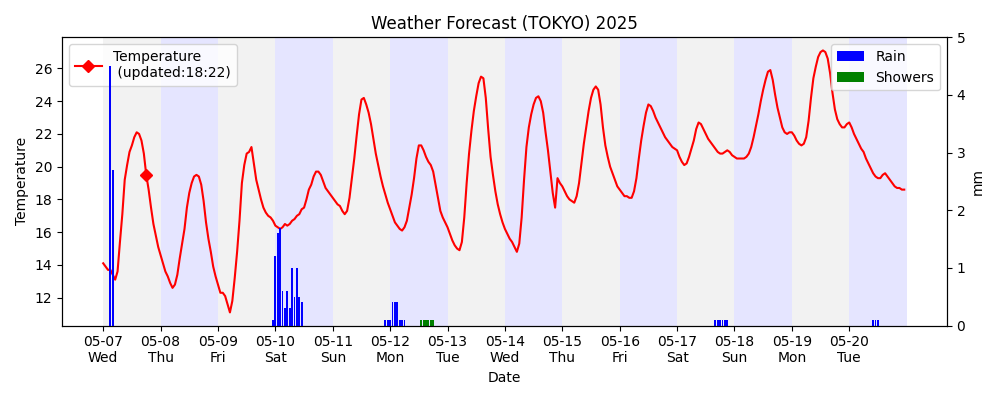 Weather Forecast (TOKYO) 2025
Temperature
(updated:18:22)
Rain
Showers
Temperature
26
24
22
20
18
16
14
12
5
4
3
2
1
0
mm
05-07 05-08 05-09 05-10 05-11 05-12 05-13 05-14 05-15 05-16 05-17 05-18 05-19 05-20
Wed Thu Fri Sat Sun Mon Tue Wed Thu Fri Sat Sun Mon Tue
Date